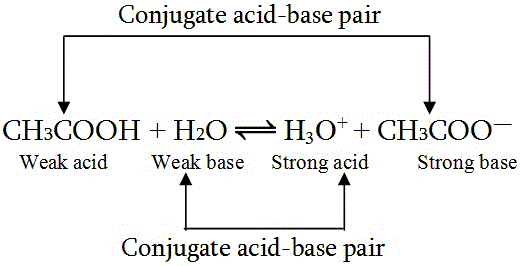 Conjugate acid-base pair
CH3COOH + H2O ⇌ H₃O⁺ + CH3COO⁻
Weak acid Weak base Strong acid Strong base
Conjugate acid-base pair